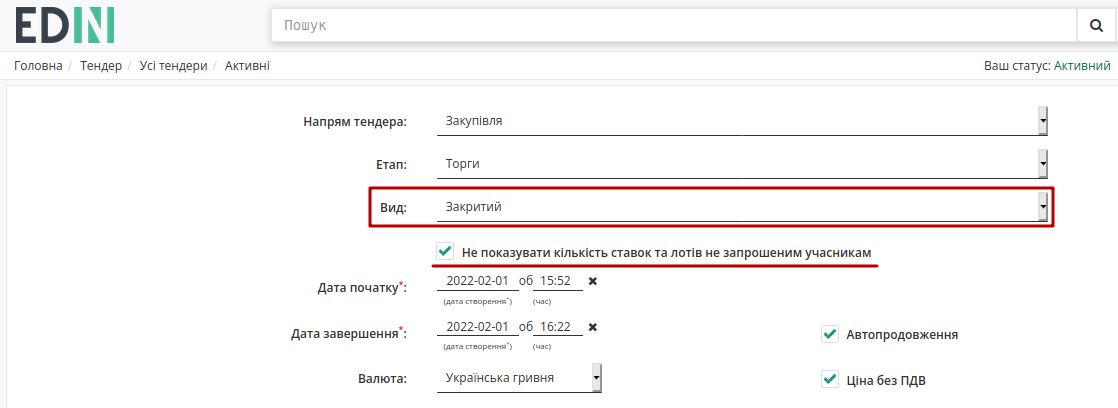 EDIN
Пошук
Головна / Тендер / Усі тендери / Активні
Ваш статус: Активний
Напрям тендера: Закупівля
Етап: Торги
Вид: Закритий
Не показувати кількість ставок та лотів не запрошеним учасникам
Дата початку*: 2022-02-01 об 15:52
(дата створення*) (час)
Дата завершення*: 2022-02-01 об 16:22 Автопродовження
(дата створення*) (час)
Валюта: Українська гривня Ціна без ПДВ